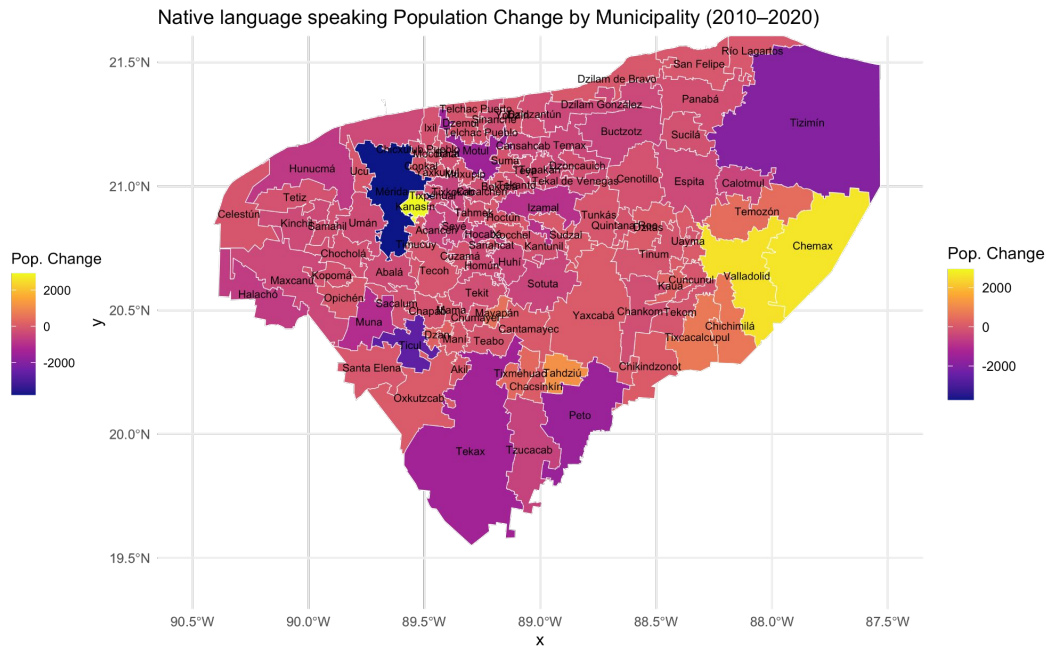 Native language speaking Population Change by Municipality (2010–2020)
21.5°N
21.0°N
20.5°N
20.0°N
19.5°N
90.5°W
90.0°W
89.5°W
89.0°W
88.5°W
88.0°W
87.5°W
x
y
Pop. Change
2000
0
-2000
Pop. Change
2000
0
-2000
Río Lagartos
San Felipe
Dzilam de Bravo
Panabá
Dzilam González
Tizimín
Telchac Puerto
Dzidzantún
Sinanché
Dzemul
Ixil
Telchac Pueblo
Buctzotz
Sucilá
Cansahcab
Temax
Motul
Suma
Dzoncauich
Hunucmá
Ucú
Conkal
Muxupip
Tekal de Venegas
Cenotillo
Espita
Calotmul
Mérida
Tixpehual
Kanasín
Tetiz
Celestún
Kinchil
Samahil
Umán
Izamal
Tahmek
Hoctún
Tunkás
Quintana Roo
Temozón
Acanceh
Seyé
Hocabá
Xocchel
Sudzal
Sanahcat
Kantunil
Timucuy
Uayma
Chemax
Chocholá
Cuzamá
Homún
Huhí
Tinum
Valladolid
Abalá
Tecoh
Kopomá
Maxcanú
Halachó
Opichén
Sotuta
Cuncunul
Kaua
Tekit
Sacalum
Chapab
Mama
Chumayel
Mayapán
Yaxcabá
Chankom
Tekom
Muna
Chichimilá
Cantamayec
Tixcacalcupul
Dzán
Maní
Teabo
Ticul
Santa Elena
Akil
Tixméhuac
Tahdziú
Chikindzonot
Chacsinkín
Oxkutzcab
Peto
Tekax
Tzucacab